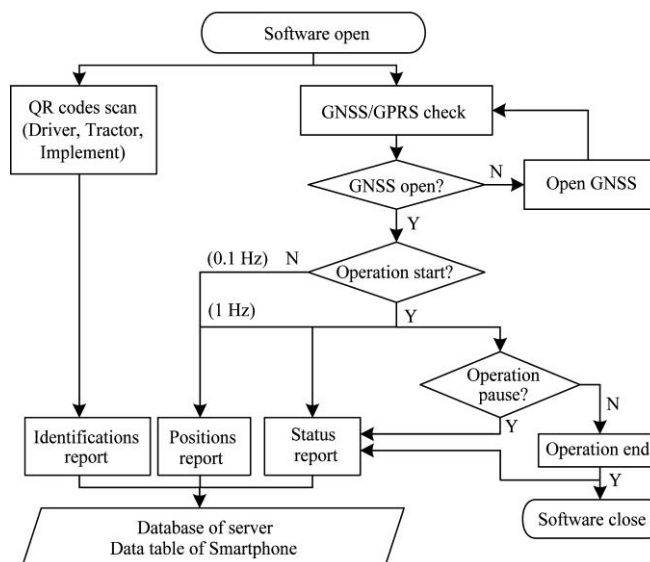 Software open
QR codes scan
(Driver, Tractor,
Implement)
GNSS/GPRS check
GNSS open?
N
Open GNSS
Y
(0.1 Hz) N
Operation start?
(1 Hz)
Y
Operation
pause?
N
Y
Identifications
report
Positions
report
Status
report
Operation end
Y
Software close
Database of server
Data table of Smartphone